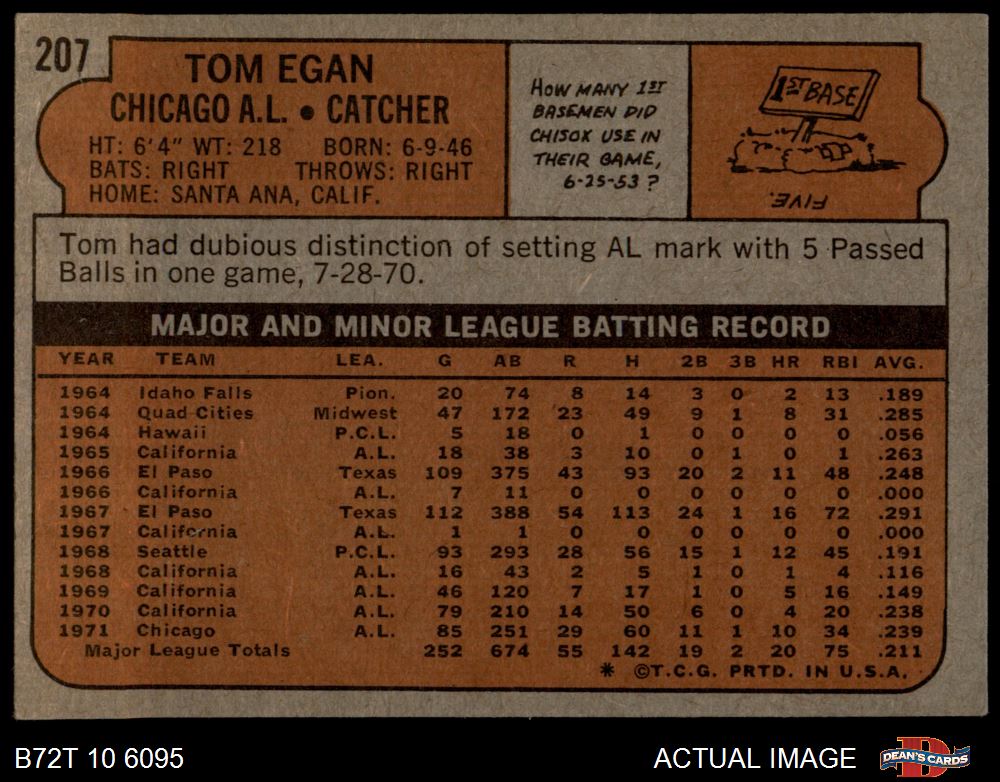 207
TOM EGAN
CHICAGO A.L. • CATCHER
HT: 6'4" WT: 218 BORN: 6-9-46
BATS: RIGHT THROWS: RIGHT
HOME: SANTA ANA, CALIF.
HOW MANY 1ST
BASEMEN DID
CHISOX USE IN
THEIR GAME,
6-25-53?
1ST BASE
FIVE.
Tom had dubious distinction of setting AL mark with 5 Passed
Balls in one game, 7-28-70.
MAJOR AND MINOR LEAGUE BATTING RECORD
YEAR TEAM LEA. G AB R H 2B 3B HR RBI AVG.
1964 Idaho Falls Pion. 20 74 8 14 3 0 2 13 .189
1964 Quad Cities Midwest 47 172 23 49 9 1 8 31 .285
1964 Hawaii P.C.L. 5 18 0 1 0 0 0 0 .056
1965 California A.L. 18 38 3 10 0 1 0 1 .263
1966 El Paso Texas 109 375 43 93 20 2 11 48 .248
1966 California A.L. 7 11 0 0 0 0 0 0 .000
1967 El Paso Texas 112 388 54 113 24 1 16 72 .291
1967 California A.L. 1 1 0 0 0 0 0 0 .000
1968 Seattle P.C.L. 93 293 28 56 15 1 12 45 .191
1968 California A.L. 16 43 2 5 1 0 1 4 .116
1969 California A.L. 46 120 7 17 1 0 5 16 .149
1970 California A.L. 79 210 14 50 6 0 4 20 .238
1971 Chicago A.L. 85 251 29 60 11 1 10 34 .239
Major League Totals 252 674 55 142 19 2 20 75 .211
* ©T.C.G. PRTD. IN U.S.A.
B72T 10 6095
ACTUAL IMAGE
DEAN'S CARDS